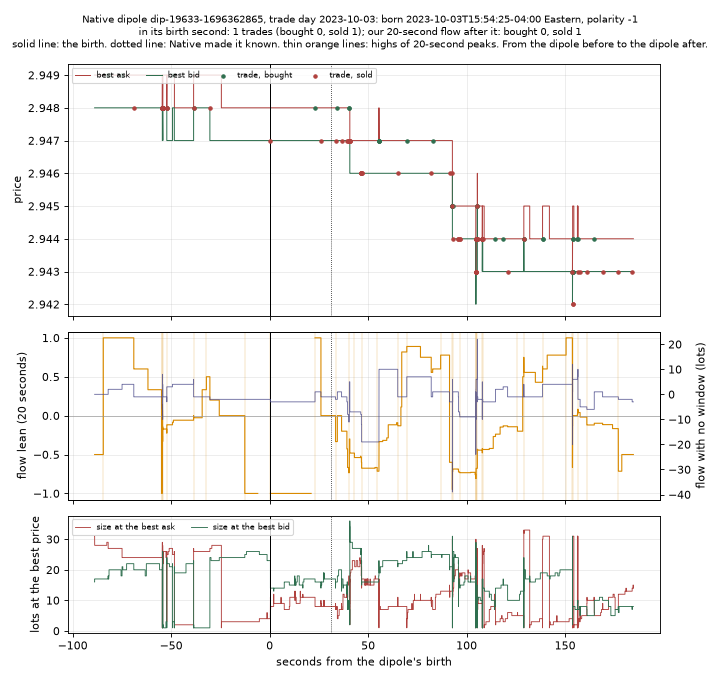 Native dipole dip-19633-1696362865, trade day 2023-10-03: born 2023-10-03T15:54:25-04:00 Eastern, polarity -1
in its birth second: 1 trades (bought 0, sold 1); our 20-second flow after it: bought 0, sold 1
solid line: the birth. dotted line: Native made it known. thin orange lines: highs of 20-second peaks. From the dipole before to the dipole after.
best ask best bid trade, bought trade, sold
2.949
2.948
2.947
2.946
2.945
2.944
2.943
2.942
price
1.0
0.5
0.0
−0.5
−1.0
flow lean (20 seconds)
20
10
0
−10
−20
−30
−40
flow with no window (lots)
size at the best ask size at the best bid
30
20
10
0
lots at the best price
−100 −50 0 50 100 150
seconds from the dipole's birth